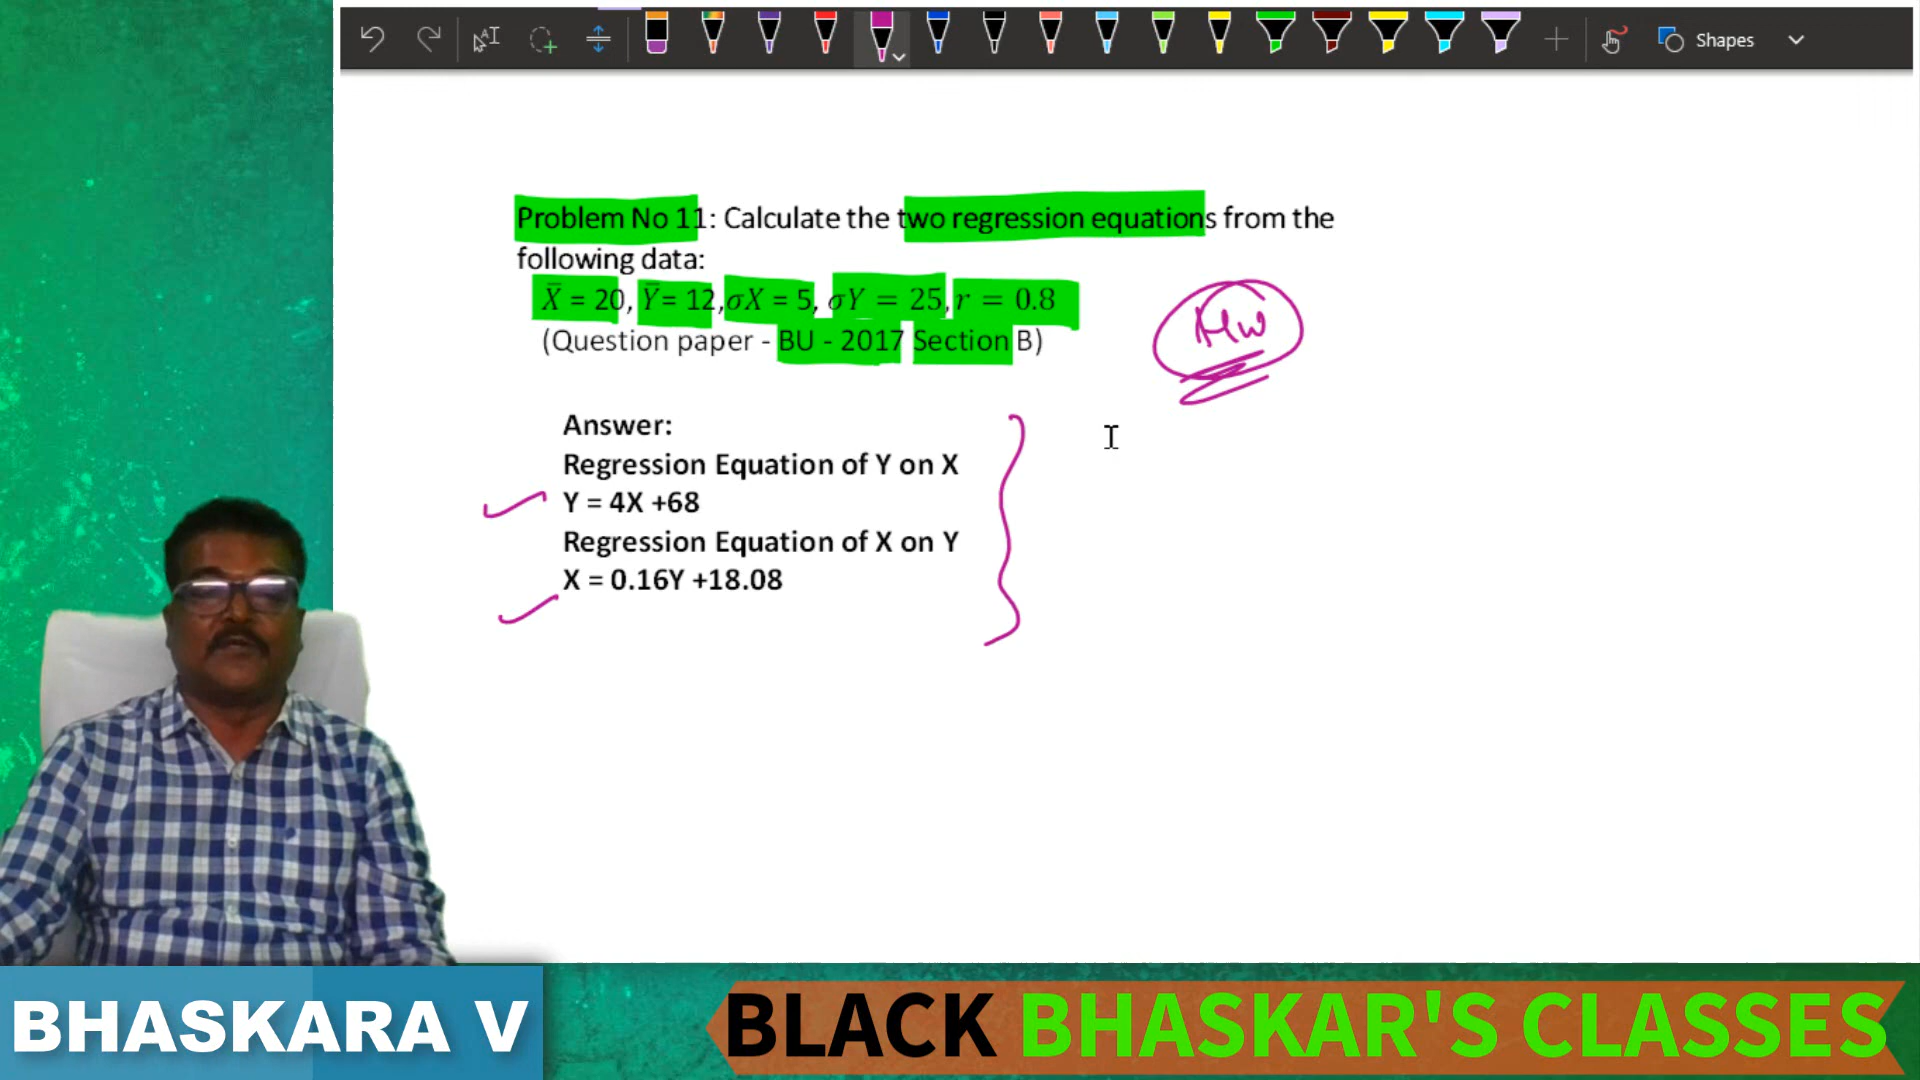 Shapes
Problem No 11: Calculate the two regression equations from the
following data:
X̄ = 20, Ȳ = 12, σX = 5, σY = 25, r = 0.8
(Question paper - BU - 2017 Section B)
HW
Answer:
Regression Equation of Y on X
Y = 4X +68
Regression Equation of X on Y
X = 0.16Y +18.08
BHASKARA V
BLACK BHASKAR'S CLASSES